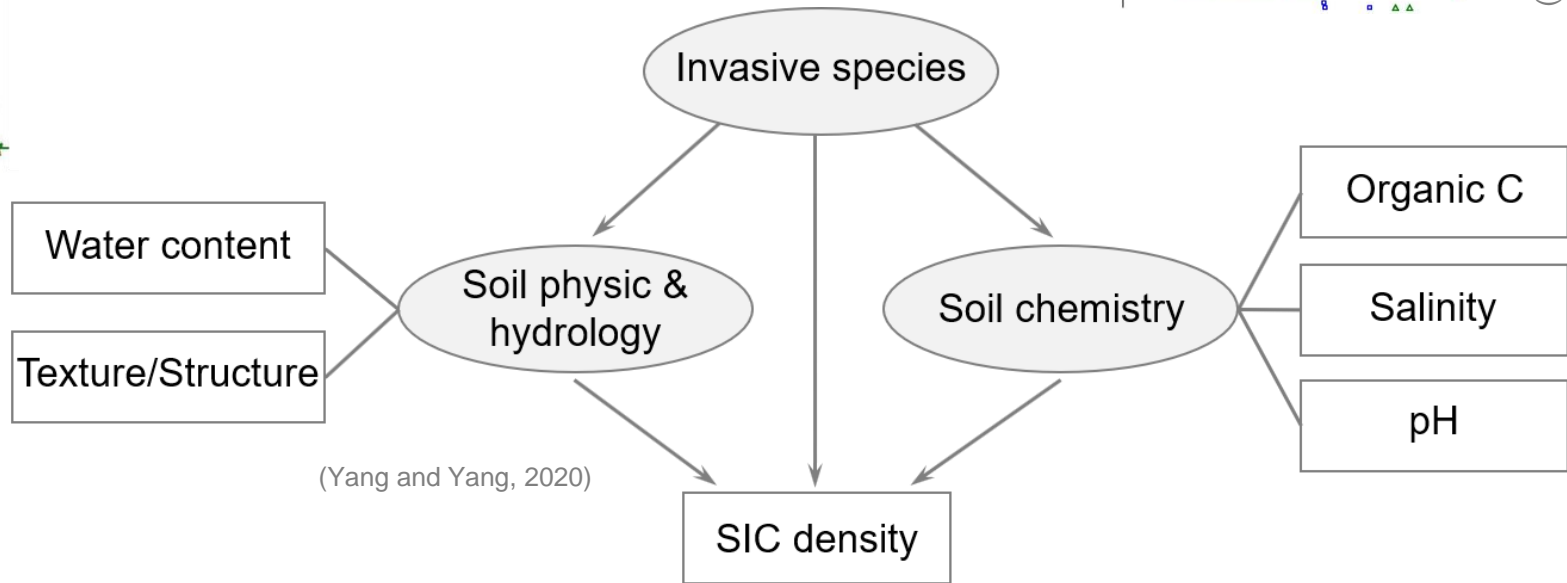 Invasive species
Water content
Texture/Structure
Soil physic &
hydrology
Soil chemistry
Organic C
Salinity
pH
(Yang and Yang, 2020)
SIC density